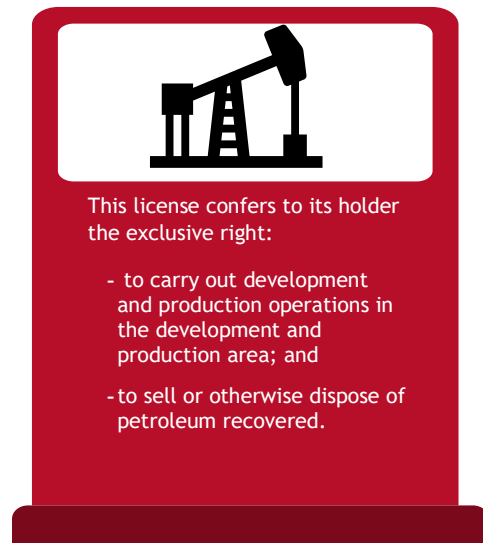 This license confers to its holder
the exclusive right:
- to carry out development
and production operations in
the development and
production area; and
-to sell or otherwise dispose of
petroleum recovered.